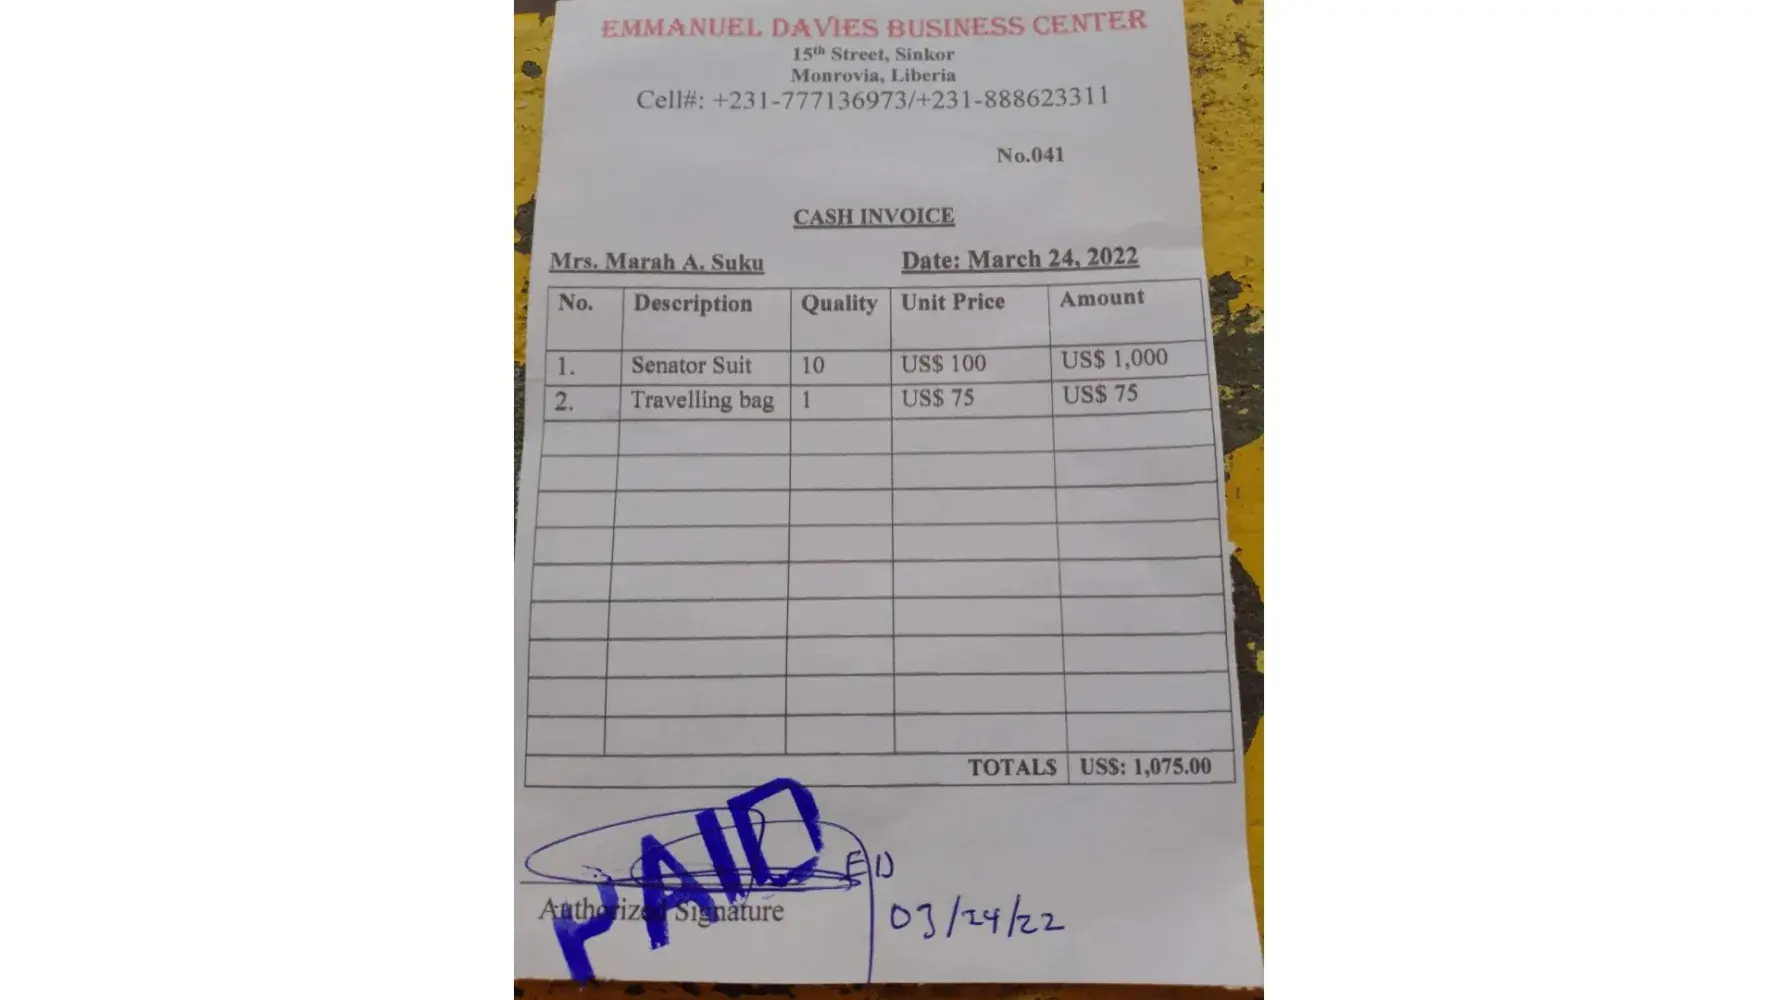 EMMANUEL DAVIES BUSINESS CENTER
15th Street, Sinkor
Monrovia, Liberia
Cell#: +231-777136973/+231-888623311
No.041
CASH INVOICE
Mrs. Marah A. Suku Date: March 24, 2022
No. Description Quality Unit Price Amount
1. Senator Suit 10 US$ 100 US$ 1,000
2. Travelling bag 1 US$ 75 US$ 75
TOTAL$ US$: 1,075.00
PAID
ED
Authorized Signature
03/24/22